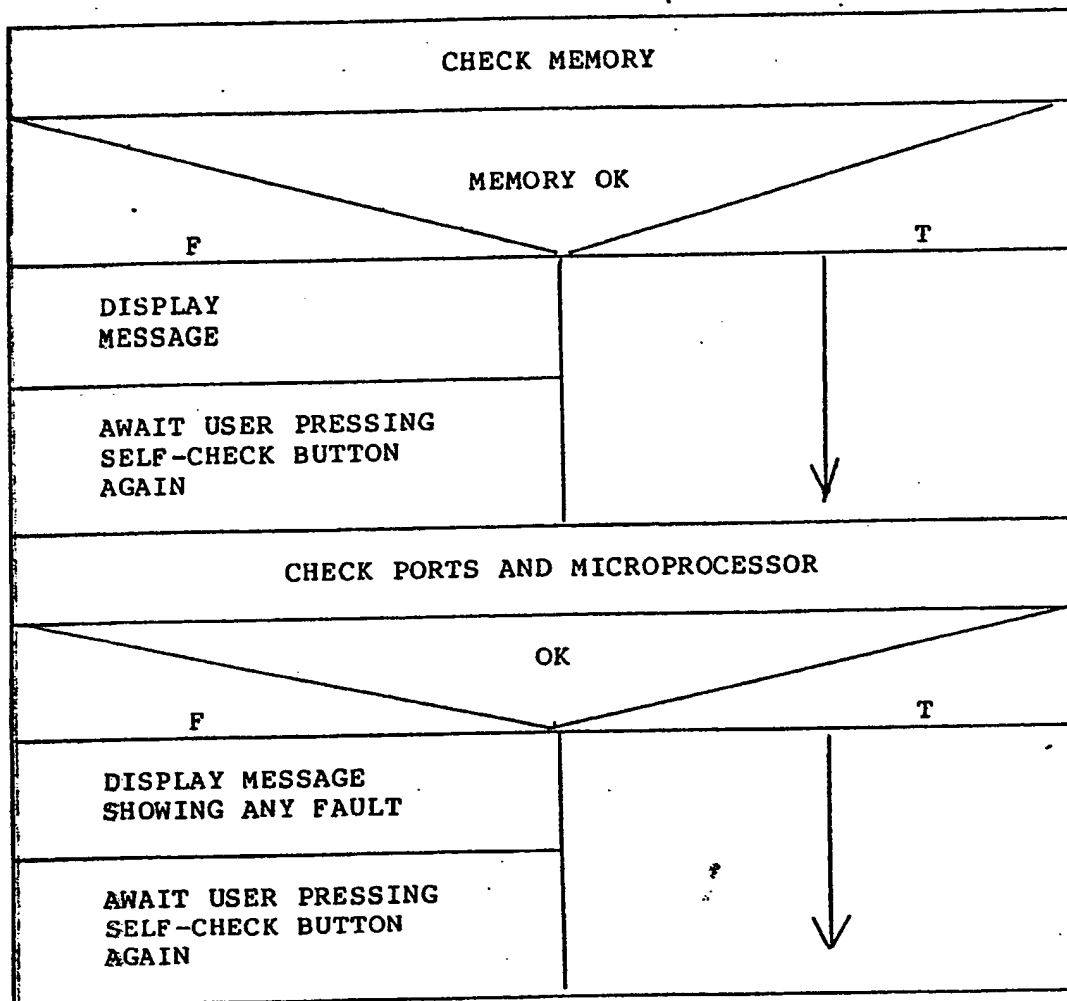 CHECK MEMORY
MEMORY OK
F
T
DISPLAY
MESSAGE
AWAIT USER PRESSING
SELF-CHECK BUTTON
AGAIN
CHECK PORTS AND MICROPROCESSOR
OK
F
T
DISPLAY MESSAGE
SHOWING ANY FAULT
AWAIT USER PRESSING
SELF-CHECK BUTTON
AGAIN